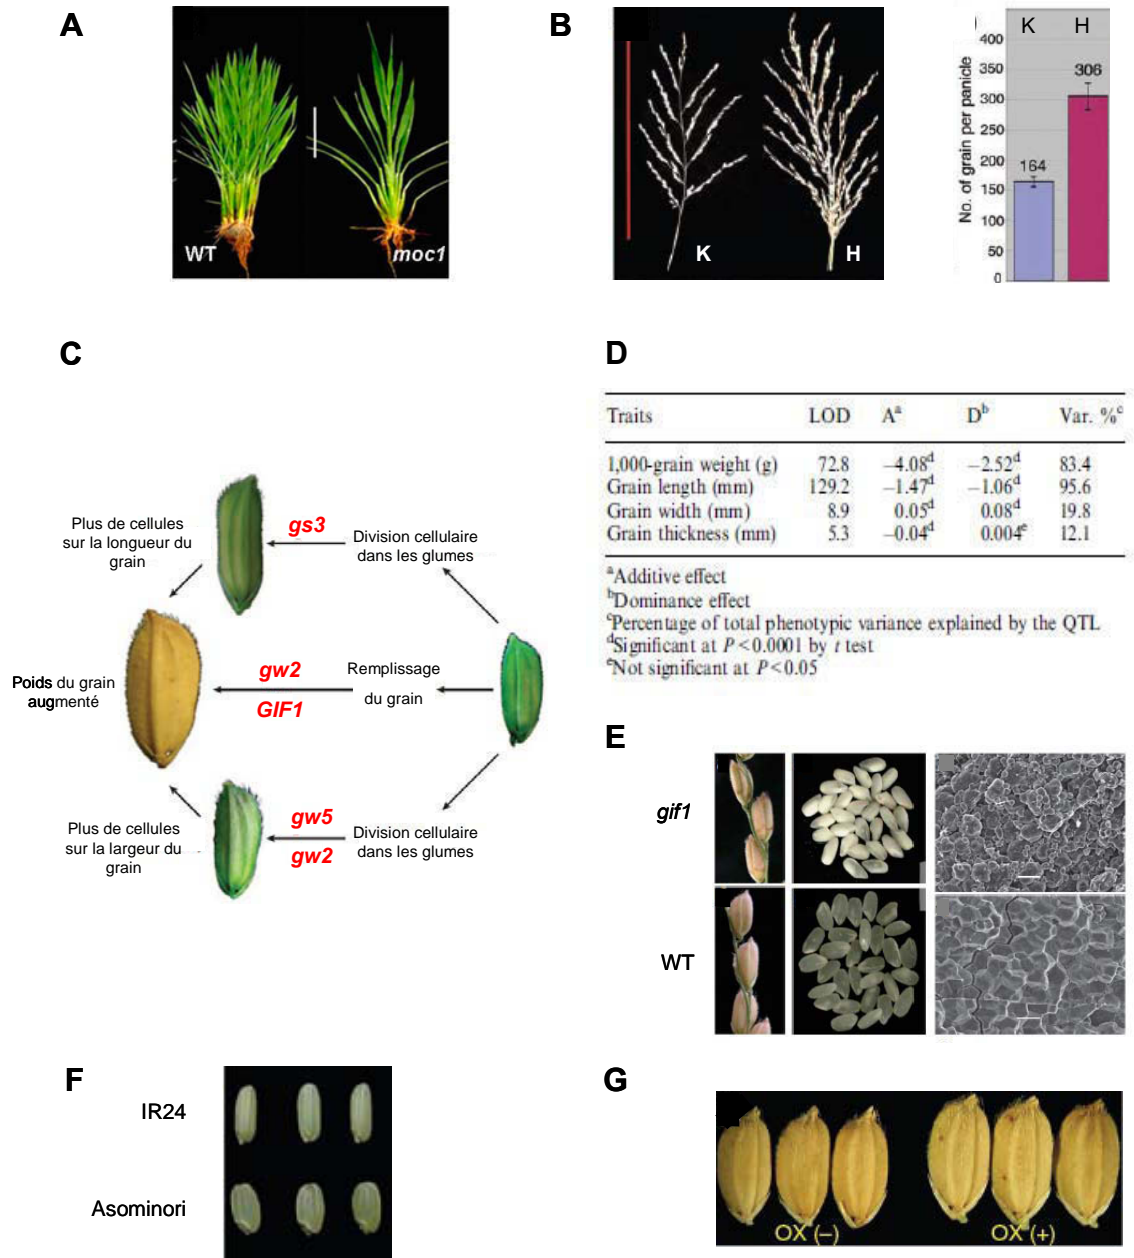 A
WT
moc1
B
K
H
No. of grain per panicle
K H
400
350
300
250
200
150
100
50
0
164
306
C
Plus de cellules
sur la longueur du
grain
gs3
Division cellulaire
dans les glumes
Poids du grain
augmenté
gw2
GIF1
Remplissage
du grain
Plus de cellules
sur la largeur du
grain
gw5
gw2
Division cellulaire
dans les glumes
D
Traits LOD Aa Db Var. %c
1,000-grain weight (g) 72.8 −4.08d −2.52d 83.4
Grain length (mm) 129.2 −1.47d −1.06d 95.6
Grain width (mm) 8.9 0.05d 0.08d 19.8
Grain thickness (mm) 5.3 −0.04d 0.004e 12.1
aAdditive effect
bDominance effect
cPercentage of total phenotypic variance explained by the QTL
dSignificant at P<0.0001 by t test
eNot significant at P<0.05
E
gif1
WT
F
IR24
Asominori
G
OX (–)
OX (+)